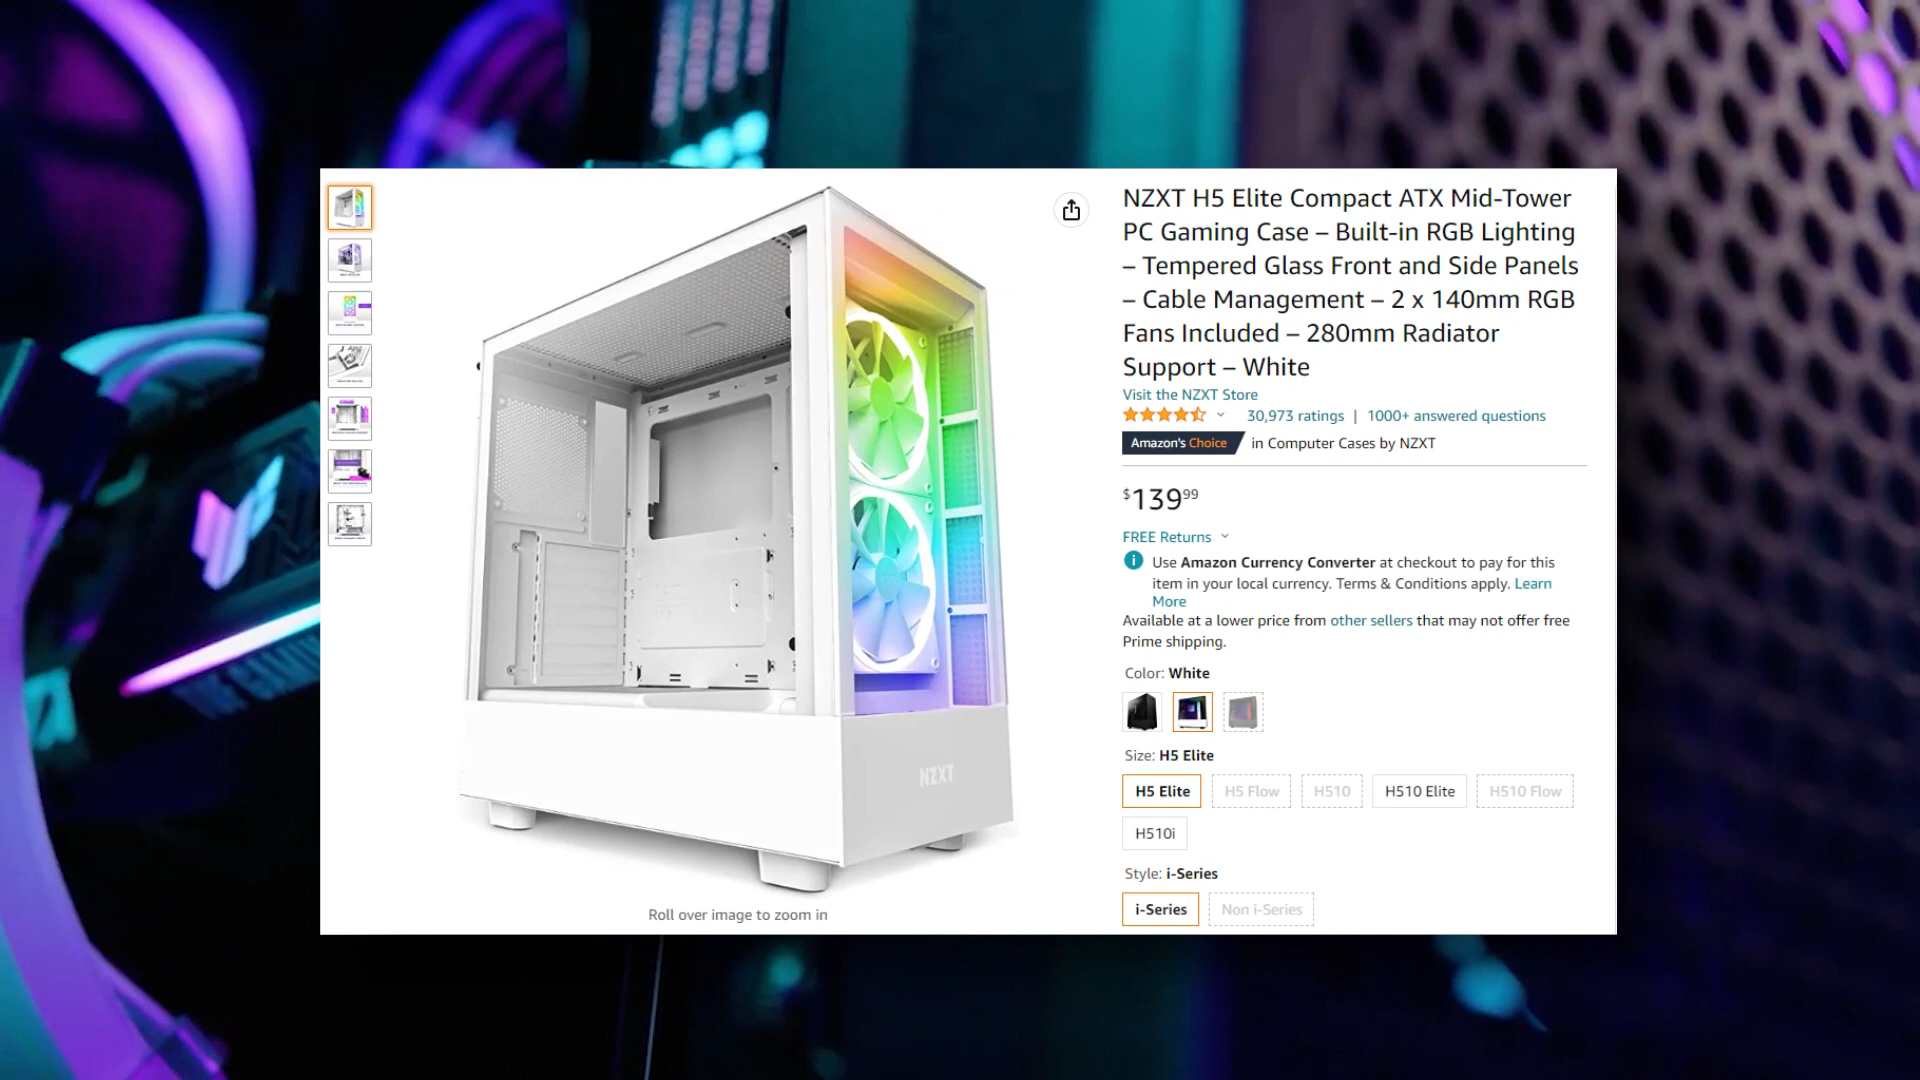 NZXT H5 Elite Compact ATX Mid-Tower
PC Gaming Case – Built-in RGB Lighting
– Tempered Glass Front and Side Panels
– Cable Management – 2 x 140mm RGB
Fans Included – 280mm Radiator
Support – White
Visit the NZXT Store
30,973 ratings | 1000+ answered questions
Amazon's Choice in Computer Cases by NZXT
$139.99
FREE Returns
Use Amazon Currency Converter at checkout to pay for this
item in your local currency. Terms & Conditions apply. Learn
More
Available at a lower price from other sellers that may not offer free
Prime shipping.
Color: White
Size: H5 Elite
H5 Elite H5 Flow H510 H510 Elite H510 Flow
H510i
Style: i-Series
i-Series Non i-Series
NZXT
Roll over image to zoom in